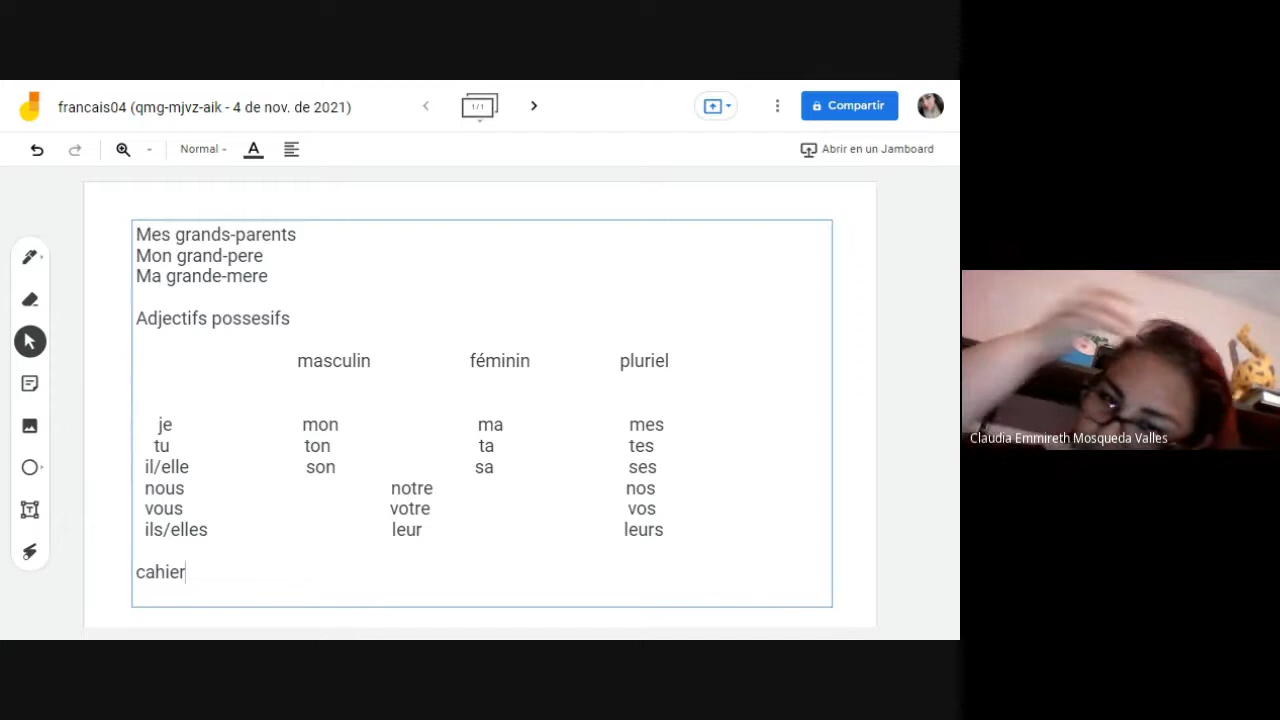 francais04 (qmg-mjvz-aik - 4 de nov. de 2021)
1/1
Compartir
Normal
A
Abrir en un Jamboard
Mes grands-parents
Mon grand-pere
Ma grande-mere
Adjectifs possesifs
masculin féminin pluriel
je mon ma mes
tu ton ta tes
il/elle son sa ses
nous notre nos
vous votre vos
ils/elles leur leurs
cahier
Claudia Emmireth Mosqueda Valles